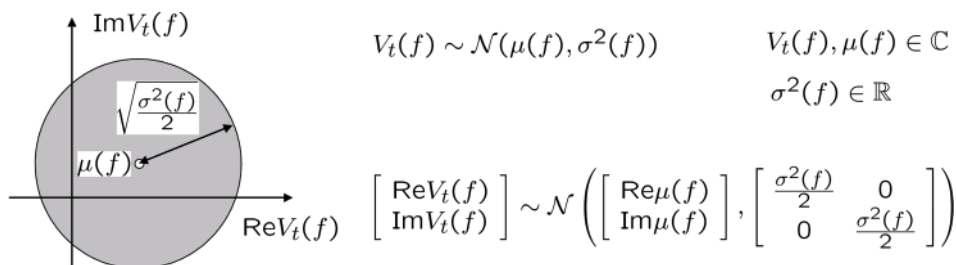 ImV_t(f)
√(σ²(f)/2)
μ(f)
ReV_t(f)
V_t(f) ∼ 𝒩(μ(f), σ²(f))
V_t(f), μ(f) ∈ ℂ
σ²(f) ∈ ℝ
[ReV_t(f) ; ImV_t(f)] ∼ 𝒩([Reμ(f) ; Imμ(f)], [σ²(f)/2 0 ; 0 σ²(f)/2])